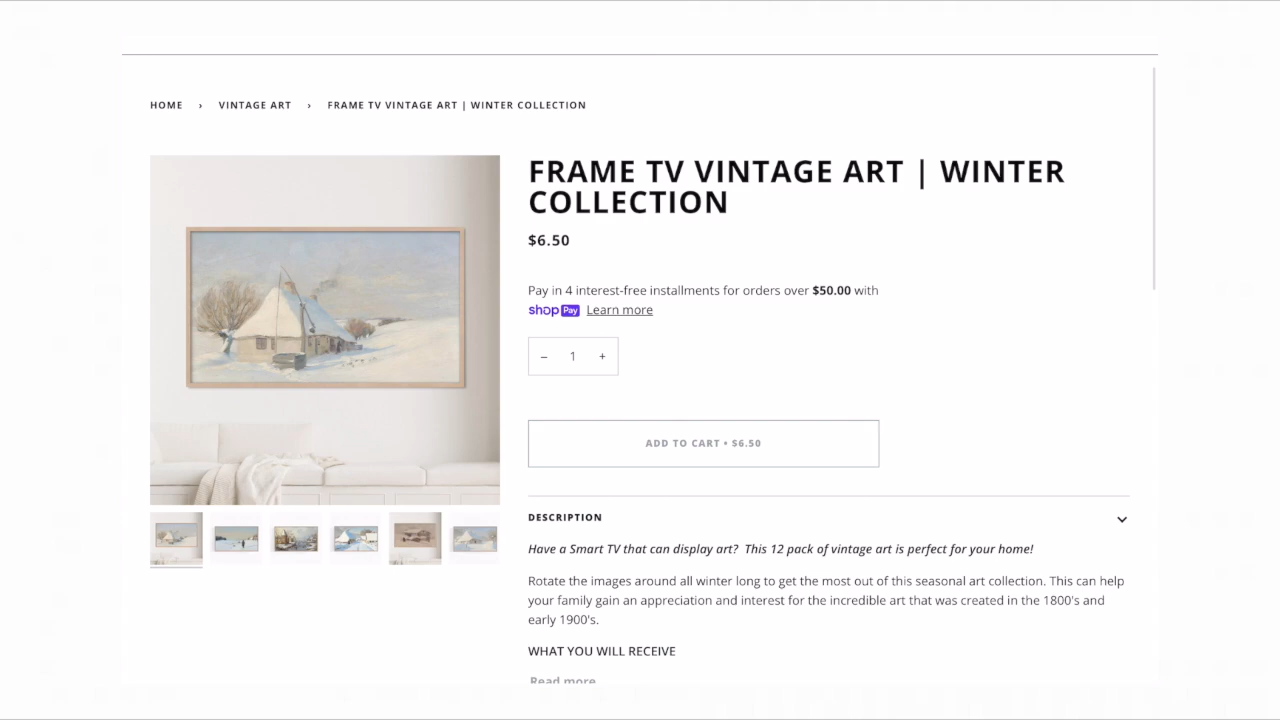 HOME › VINTAGE ART › FRAME TV VINTAGE ART | WINTER COLLECTION
FRAME TV VINTAGE ART | WINTER
COLLECTION
$6.50
Pay in 4 interest-free installments for orders over $50.00 with
shop Pay Learn more
− 1 +
ADD TO CART • $6.50
DESCRIPTION
Have a Smart TV that can display art? This 12 pack of vintage art is perfect for your home!
Rotate the images around all winter long to get the most out of this seasonal art collection. This can help
your family gain an appreciation and interest for the incredible art that was created in the 1800's and
early 1900's.
WHAT YOU WILL RECEIVE
Read more